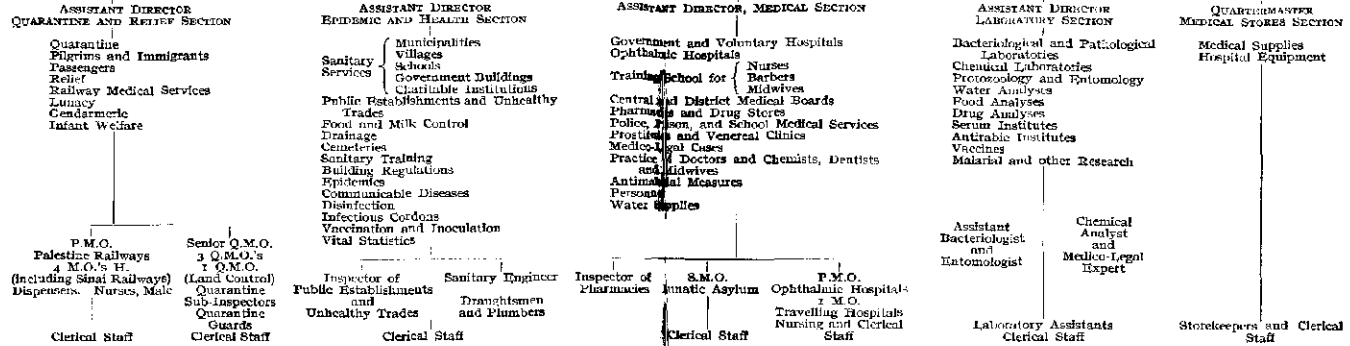 ASSISTANT DIRECTOR
QUARANTINE AND RELIEF SECTION
Quarantine
Pilgrims and Immigrants
Passengers
Relief
Railway Medical Services
Lunacy
Gendarmerie
Infant Welfare
P.M.O.
Palestine Railways
4 M.O.'s H.
(including Sinai Railways)
Dispensers, Nurses, Male
Clerical Staff
Senior Q.M.O.
3 Q.M.O.'s
1 Q.M.O.
(Land Control)
Quarantine
Sub-Inspectors
Quarantine
Guards
Clerical Staff
ASSISTANT DIRECTOR
EPIDEMIC AND HEALTH SECTION
Sanitary
Services
Municipalities
Villages
Schools
Government Buildings
Charitable Institutions
Public Establishments and Unhealthy
Trades
Food and Milk Control
Drainage
Cemeteries
Sanitary Training
Building Regulations
Epidemics
Communicable Diseases
Disinfection
Infectious Cordons
Vaccination and Inoculation
Vital Statistics
Inspector of
Public Establishments
and
Unhealthy Trades
Sanitary Engineer
Draughtsmen
and Plumbers
Clerical Staff
ASSISTANT DIRECTOR, MEDICAL SECTION
Government and Voluntary Hospitals
Ophthalmic Hospitals
Training School for
Nurses
Barbers
Midwives
Central and District Medical Boards
Pharmacies and Drug Stores
Police, Prison, and School Medical Services
Prostitutes and Venereal Clinics
Medico-Legal Cases
Practice of Doctors and Chemists, Dentists
and Midwives
Antimalarial Measures
Personnel
Water Supplies
Inspector of
Pharmacies
S.M.O.
Lunatic Asylum
Clerical Staff
P.M.O.
Ophthalmic Hospitals
1 M.O.
Travelling Hospitals
Nursing and Clerical
Staff
ASSISTANT DIRECTOR
LABORATORY SECTION
Bacteriological and Pathological
Laboratories
Chemical Laboratories
Protozoology and Entomology
Water Analyses
Food Analyses
Drug Analyses
Serum Institutes
Antirabic Institutes
Vaccines
Malarial and other Research
Assistant
Bacteriologist
and
Entomologist
Chemical
Analyst
and
Medico-Legal
Expert
Laboratory Assistants
Clerical Staff
QUARTERMASTER
MEDICAL STORES SECTION
Medical Supplies
Hospital Equipment
Storekeepers and Clerical
Staff